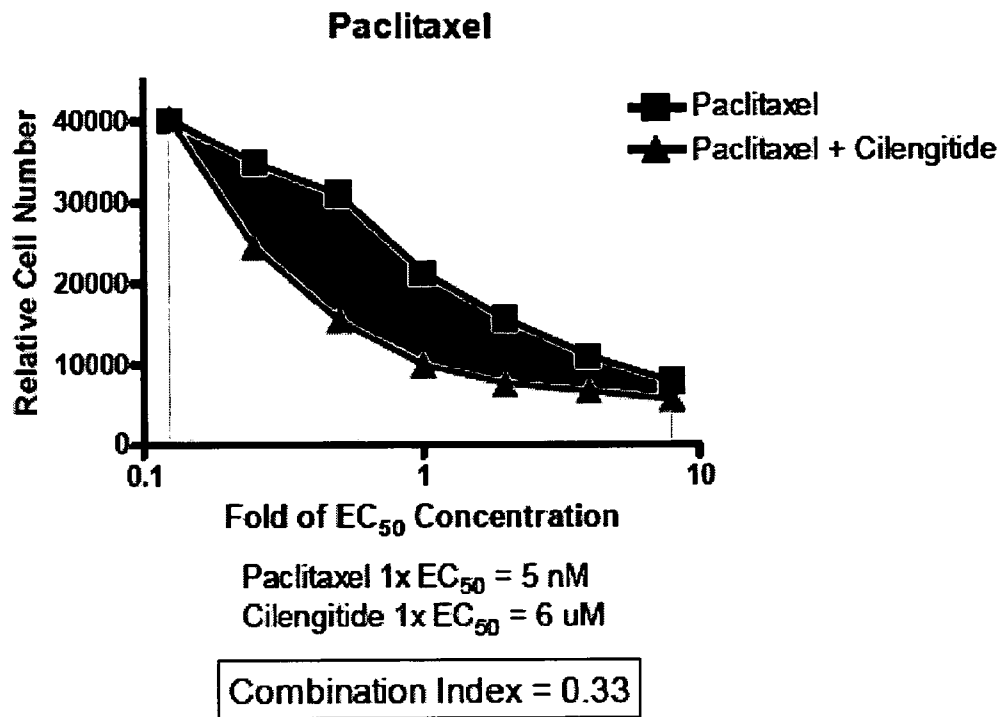 Paclitaxel
Paclitaxel
Paclitaxel + Cilengitide
Relative Cell Number
40000
30000
20000
10000
0
0.1
1
10
Fold of EC50 Concentration
Paclitaxel 1x EC50 = 5 nM
Cilengitide 1x EC50 = 6 uM
Combination Index = 0.33